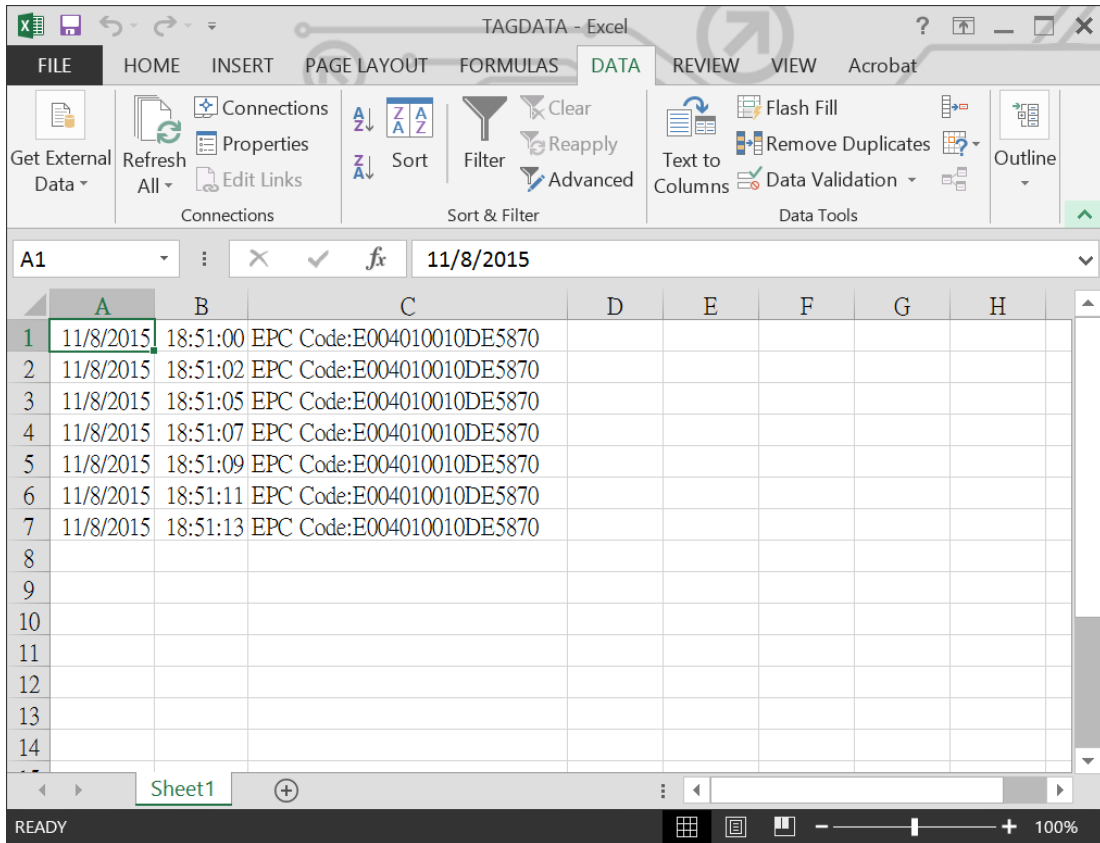 TAGDATA - Excel
FILE HOME INSERT PAGE LAYOUT FORMULAS DATA REVIEW VIEW Acrobat
Get External Data
Refresh All
Connections
Properties
Edit Links
Connections
Sort
Filter
Clear
Reapply
Advanced
Sort & Filter
Text to Columns
Flash Fill
Remove Duplicates
Data Validation
Data Tools
Outline
A1 fx 11/8/2015
A B C D E F G H
1 11/8/2015 18:51:00 EPC Code:E004010010DE5870
2 11/8/2015 18:51:02 EPC Code:E004010010DE5870
3 11/8/2015 18:51:05 EPC Code:E004010010DE5870
4 11/8/2015 18:51:07 EPC Code:E004010010DE5870
5 11/8/2015 18:51:09 EPC Code:E004010010DE5870
6 11/8/2015 18:51:11 EPC Code:E004010010DE5870
7 11/8/2015 18:51:13 EPC Code:E004010010DE5870
8
9
10
11
12
13
14
Sheet1
READY 100%